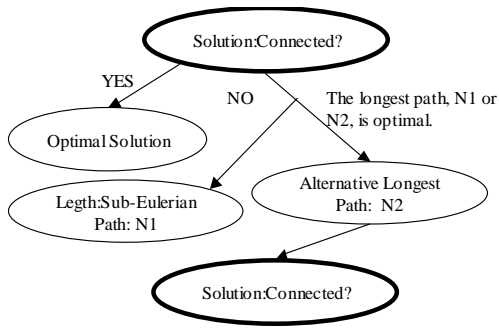 Solution:Connected?
YES
NO
The longest path, N1 or
N2, is optimal.
Optimal Solution
Legth:Sub-Eulerian
Path: N1
Alternative Longest
Path: N2
Solution:Connected?